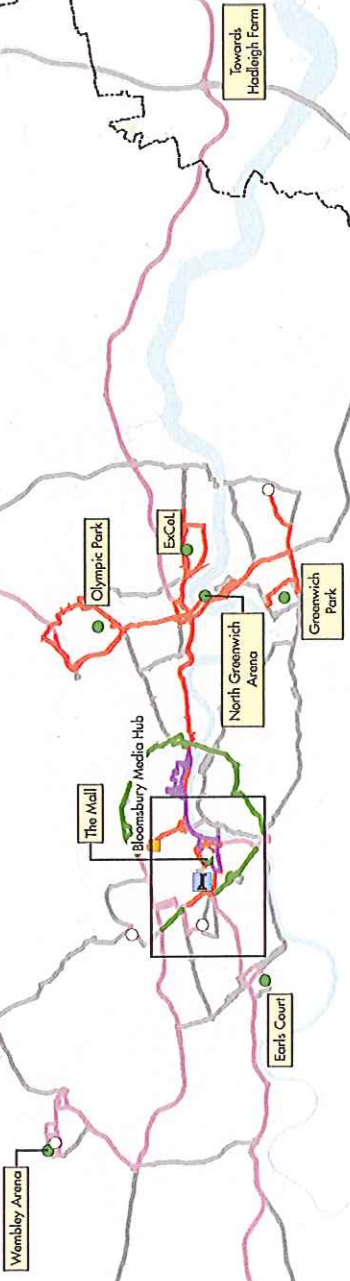 Wembley Arena
The Mall
Bloomsbury Media Hub
Earls Court
Olympic Park
ExCeL
North Greenwich
Arena
Greenwich
Park
Towards
Hadleigh Farm